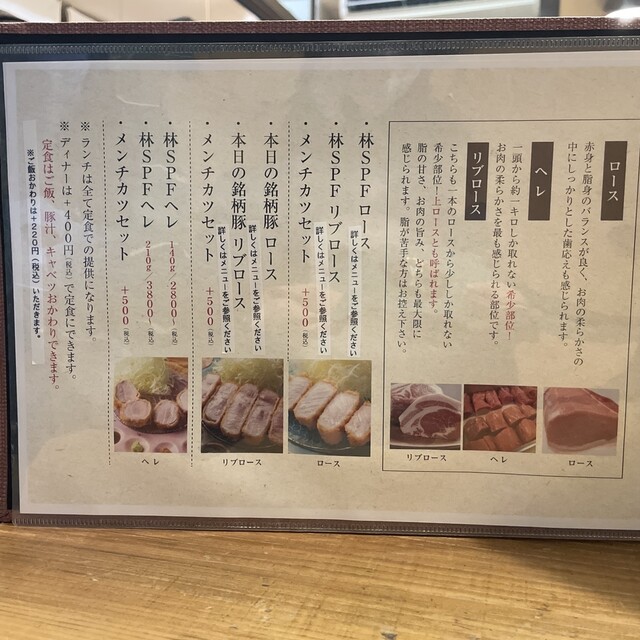 ロース
赤身と脂身のバランスが良く、お肉の柔らかさの
中にしっかりとした歯応えも感じられます。
ヘレ
一頭から約一キロしか取れない希少部位！
お肉の柔らかさを最も感じられる部位です。
リブロース
こちらも一本のロースから少ししか取れない
希少部位！上ロースとも呼ばれます。
脂の甘さ、お肉の旨み、どちらも最大限に
感じられます。脂が苦手な方はお控え下さい。
リブロース
ヘレ
ロース
・林SPF ロース
詳しくはメニューをご参照ください
・林SPF リブロース
詳しくはメニューをご参照ください
・メンチカツセット +500(税込)
ロース
・本日の銘柄豚 ロース
詳しくはメニューをご参照ください
・本日の銘柄豚 リブロース
詳しくはメニューをご参照ください
・メンチカツセット +500(税込)
リブロース
・林SPFヘレ 140g/2800(税込)
・林SPFヘレ 210g/3800(税込)
・メンチカツセット +500(税込)
ヘレ
※ランチは全て定食での提供になります。
※ディナーは+400円(税込)で定食にできます。
定食はご飯、豚汁、キャベツおかわりできます。
※ご飯おかわりは+220円(税込)いただきます。